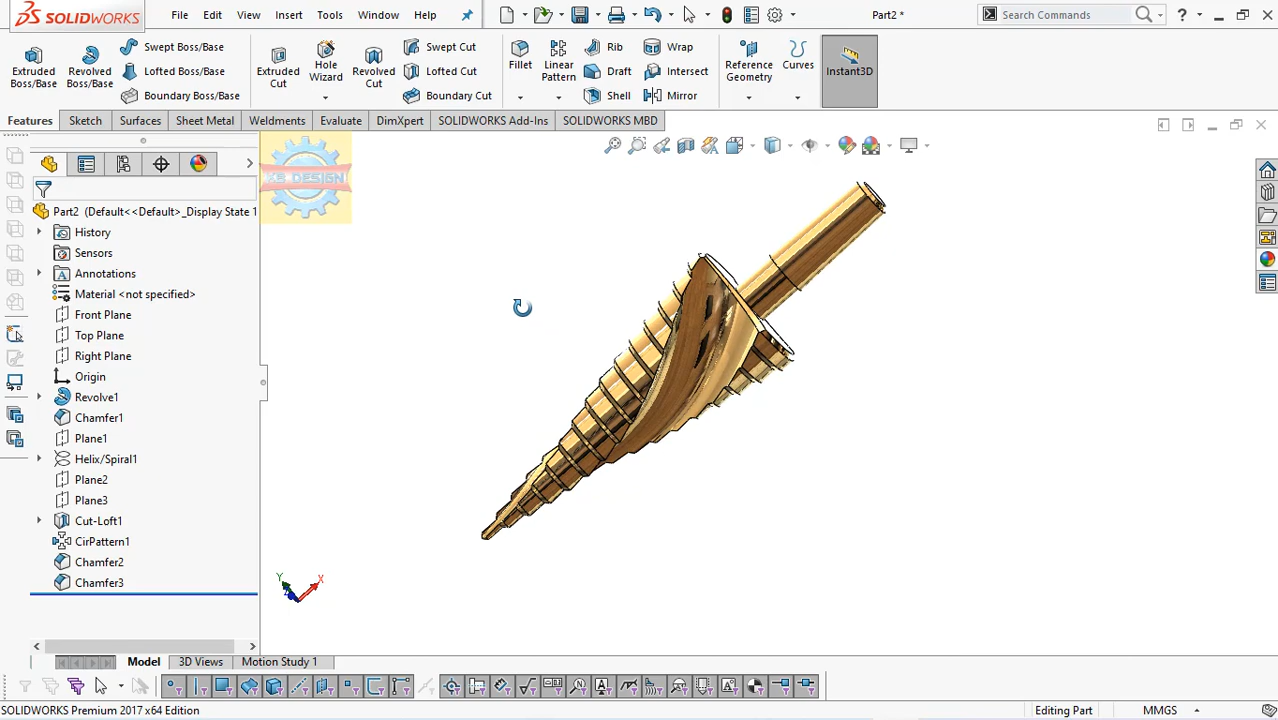 SOLIDWORKS
File Edit View Insert Tools Window Help
Part2 *
Search Commands
Extruded Boss/Base
Revolved Boss/Base
Swept Boss/Base
Lofted Boss/Base
Boundary Boss/Base
Extruded Cut
Hole Wizard
Revolved Cut
Swept Cut
Lofted Cut
Boundary Cut
Fillet
Linear Pattern
Rib
Draft
Shell
Wrap
Intersect
Mirror
Reference Geometry
Curves
Instant3D
Features Sketch Surfaces Sheet Metal Weldments Evaluate DimXpert SOLIDWORKS Add-Ins SOLIDWORKS MBD
Part2 (Default<<Default>_Display State 1
History
Sensors
Annotations
Material <not specified>
Front Plane
Top Plane
Right Plane
Origin
Revolve1
Chamfer1
Plane1
Helix/Spiral1
Plane2
Plane3
Cut-Loft1
CirPattern1
Chamfer2
Chamfer3
Y
X
Model 3D Views Motion Study 1
SOLIDWORKS Premium 2017 x64 Edition
Editing Part
MMGS